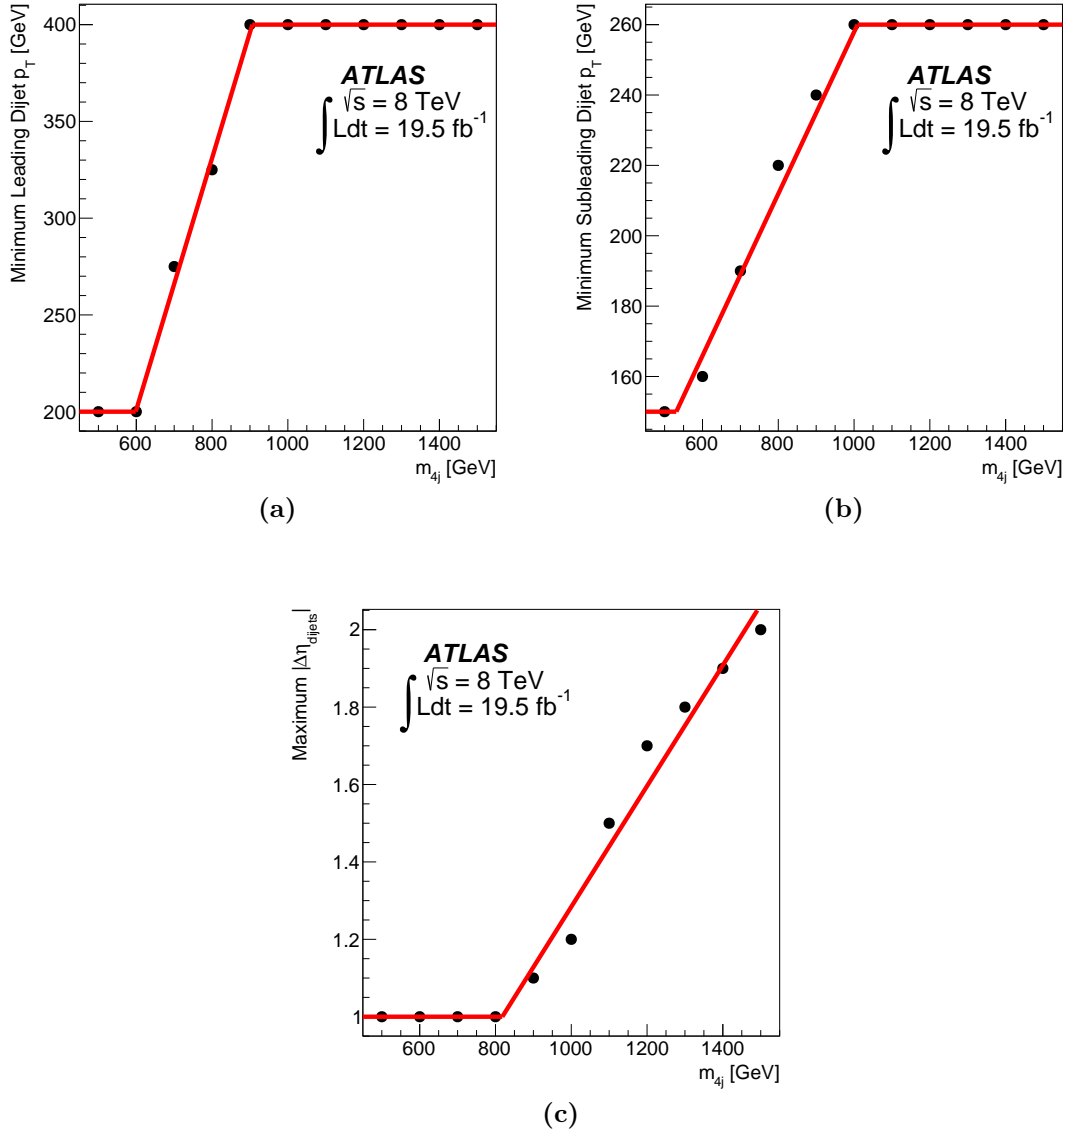 Minimum Leading Dijet p_T [GeV]
400
350
300
250
200
ATLAS
√s = 8 TeV
∫ Ldt = 19.5 fb⁻¹
600 800 1000 1200 1400
m_4j [GeV]
(a)
Minimum Subleading Dijet p_T [GeV]
260
240
220
200
180
160
ATLAS
√s = 8 TeV
∫ Ldt = 19.5 fb⁻¹
600 800 1000 1200 1400
m_4j [GeV]
(b)
Maximum |Δη_dijets|
2
1.8
1.6
1.4
1.2
1
ATLAS
√s = 8 TeV
∫ Ldt = 19.5 fb⁻¹
600 800 1000 1200 1400
m_4j [GeV]
(c)